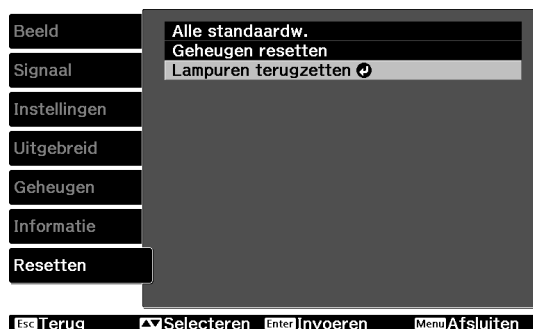 Beeld
Signaal
Instellingen
Uitgebreid
Geheugen
Informatie
Resetten
Alle standaardw.
Geheugen resetten
Lampuren terugzetten
Esc Terug Selecteren Enter Invoeren Menu Afsluiten